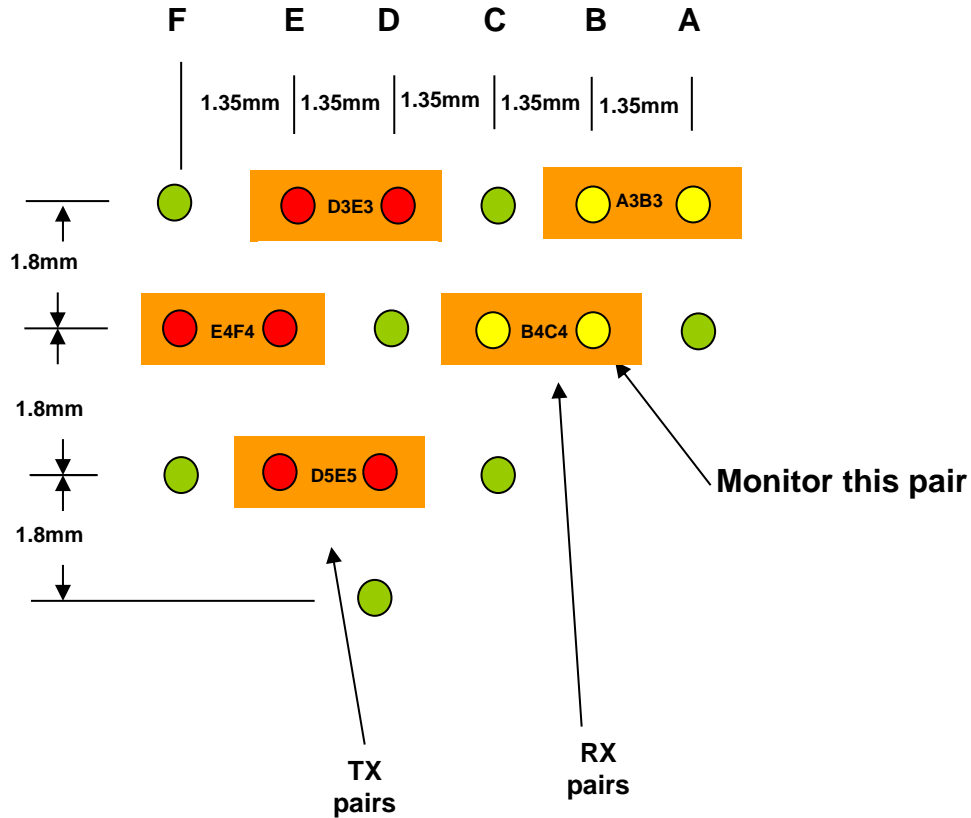 F E D C B A
1.35mm 1.35mm 1.35mm 1.35mm 1.35mm
D3E3 A3B3
1.8mm
E4F4 B4C4
1.8mm
D5E5 Monitor this pair
1.8mm
TX
pairs
RX
pairs